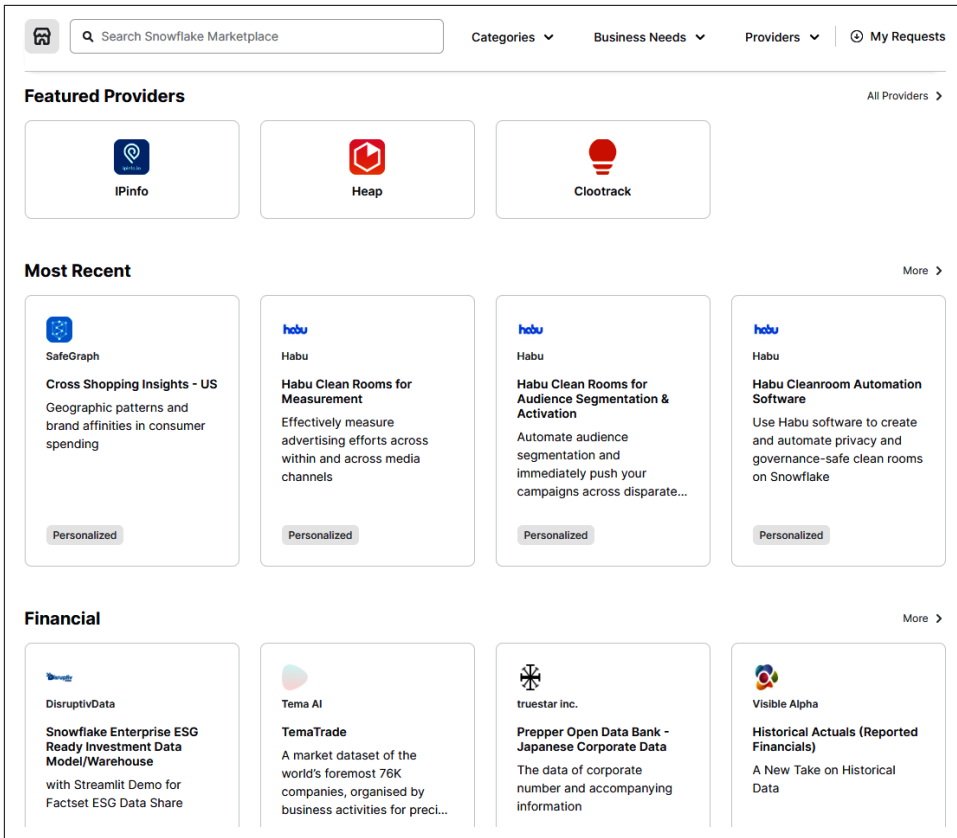 Search Snowflake Marketplace
Categories
Business Needs
Providers
My Requests
Featured Providers
All Providers
ipinfo.io
IPinfo
Heap
Clootrack
Most Recent
More
SafeGraph
Cross Shopping Insights - US
Geographic patterns and
brand affinities in consumer
spending
Personalized
habu
Habu
Habu Clean Rooms for
Measurement
Effectively measure
advertising efforts across
within and across media
channels
Personalized
habu
Habu
Habu Clean Rooms for
Audience Segmentation &
Activation
Automate audience
segmentation and
immediately push your
campaigns across disparate...
Personalized
habu
Habu
Habu Cleanroom Automation
Software
Use Habu software to create
and automate privacy and
governance-safe clean rooms
on Snowflake
Personalized
Financial
More
DisruptivData
Snowflake Enterprise ESG
Ready Investment Data
Model/Warehouse
with Streamlit Demo for
Factset ESG Data Share
Tema AI
TemaTrade
A market dataset of the
world's foremost 76K
companies, organised by
business activities for preci...
truestar inc.
Prepper Open Data Bank -
Japanese Corporate Data
The data of corporate
number and accompanying
information
Visible Alpha
Historical Actuals (Reported
Financials)
A New Take on Historical
Data